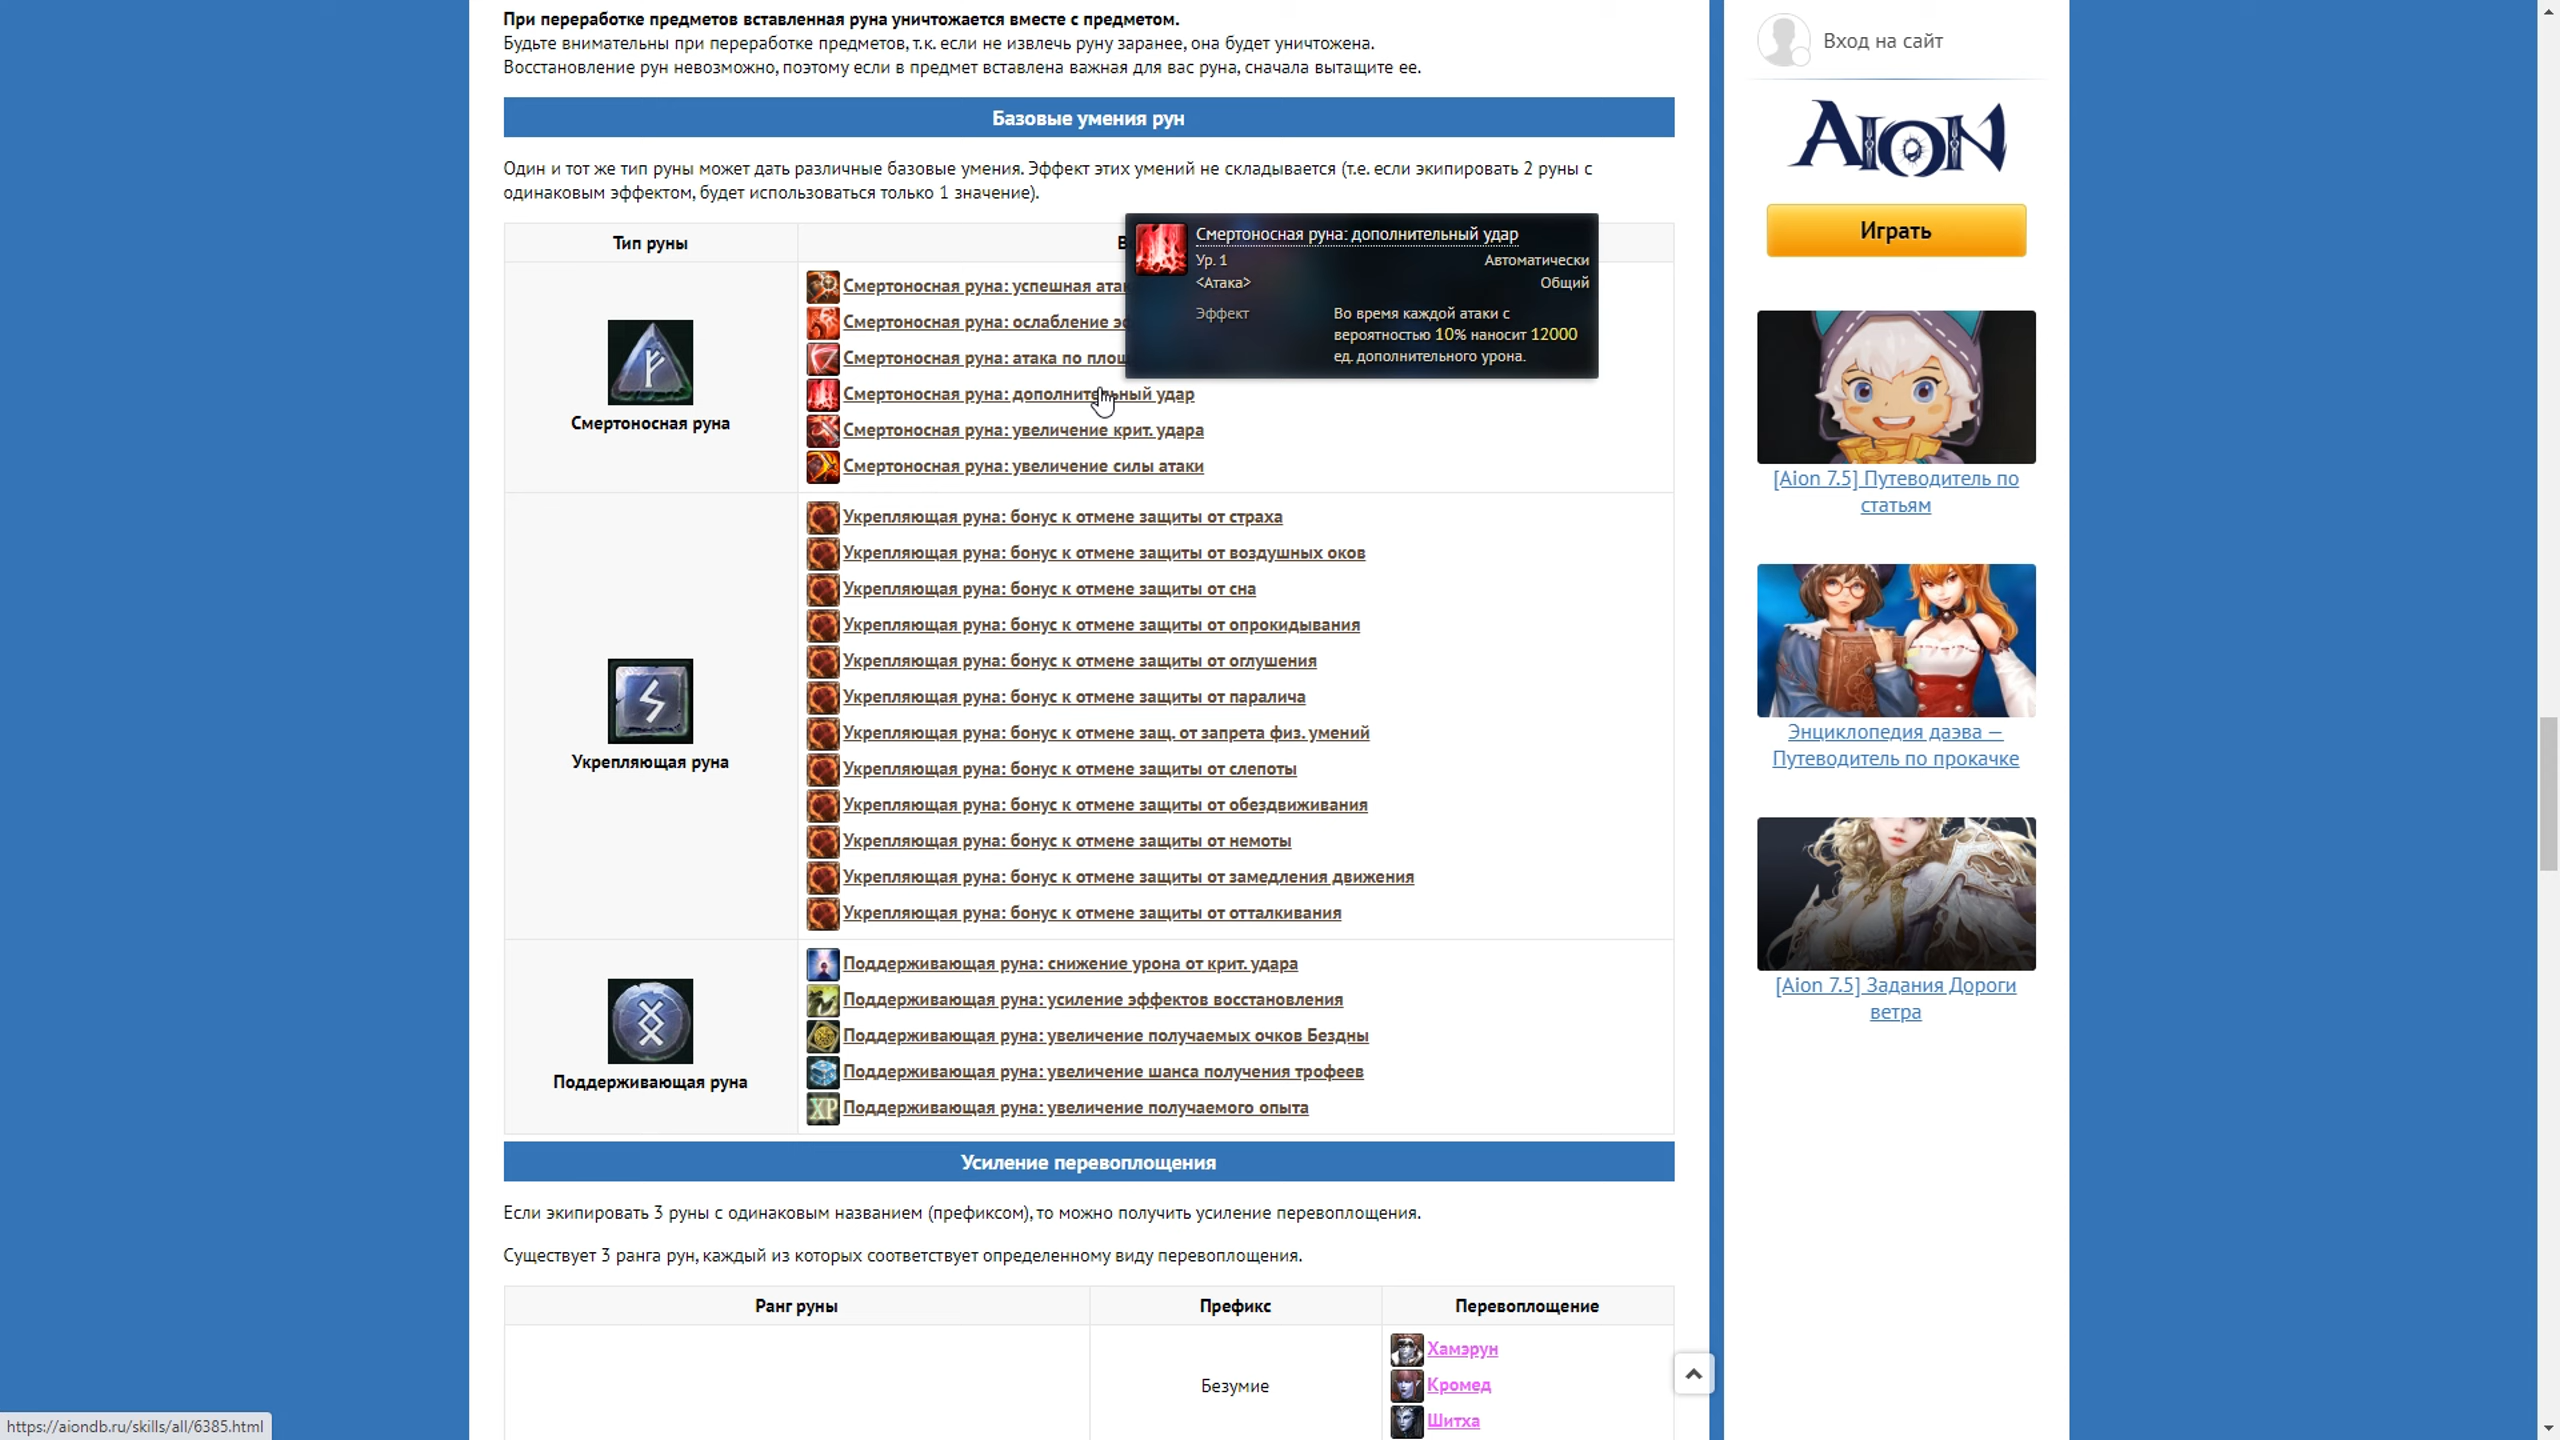 При переработке предметов вставленная руна уничтожается вместе с предметом.
Будьте внимательны при переработке предметов, т.к. если не извлечь руну заранее, она будет уничтожена.
Восстановление рун невозможно, поэтому если в предмет вставлена важная для вас руна, сначала вытащите ее.
Базовые умения рун
Один и тот же тип руны может дать различные базовые умения. Эффект этих умений не складывается (т.е. если экипировать 2 руны с
одинаковым эффектом, будет использоваться только 1 значение).
Тип руны
Смертоносная руна
Смертоносная руна: успешная
Смертоносная руна: ослабление
Смертоносная руна: атака по
Смертоносная руна: дополнительный удар
Смертоносная руна: увеличение крит. удара
Смертоносная руна: увеличение силы атаки
Смертоносная руна: дополнительный удар
Ур. 1
Автоматически
<Атака>
Общий
Эффект
Во время каждой атаки с
вероятностью 10% наносит 12000
ед. дополнительного урона.
Укрепляющая руна
Укрепляющая руна: бонус к отмене защиты от страха
Укрепляющая руна: бонус к отмене защиты от воздушных оков
Укрепляющая руна: бонус к отмене защиты от сна
Укрепляющая руна: бонус к отмене защиты от опрокидывания
Укрепляющая руна: бонус к отмене защиты от оглушения
Укрепляющая руна: бонус к отмене защиты от паралича
Укрепляющая руна: бонус к отмене защ. от запрета физ. умений
Укрепляющая руна: бонус к отмене защиты от слепоты
Укрепляющая руна: бонус к отмене защиты от обездвиживания
Укрепляющая руна: бонус к отмене защиты от немоты
Укрепляющая руна: бонус к отмене защиты от замедления движения
Укрепляющая руна: бонус к отмене защиты от отталкивания
Поддерживающая руна
Поддерживающая руна: снижение урона от крит. удара
Поддерживающая руна: усиление эффектов восстановления
Поддерживающая руна: увеличение получаемых очков Бездны
Поддерживающая руна: увеличение шанса получения трофеев
XP
Поддерживающая руна: увеличение получаемого опыта
Усиление перевоплощения
Если экипировать 3 руны с одинаковым названием (префиксом), то можно получить усиление перевоплощения.
Существует 3 ранга рун, каждый из которых соответствует определенному виду перевоплощения.
Ранг руны
Префикс
Перевоплощение
Безумие
Хамэрун
Кромед
Шитха
Вход на сайт
AION
Играть
[Aion 7.5] Путеводитель по
статьям
Энциклопедия даэва —
Путеводитель по прокачке
[Aion 7.5] Задания Дороги
ветра
https://aiondb.ru/skills/all/6385.html